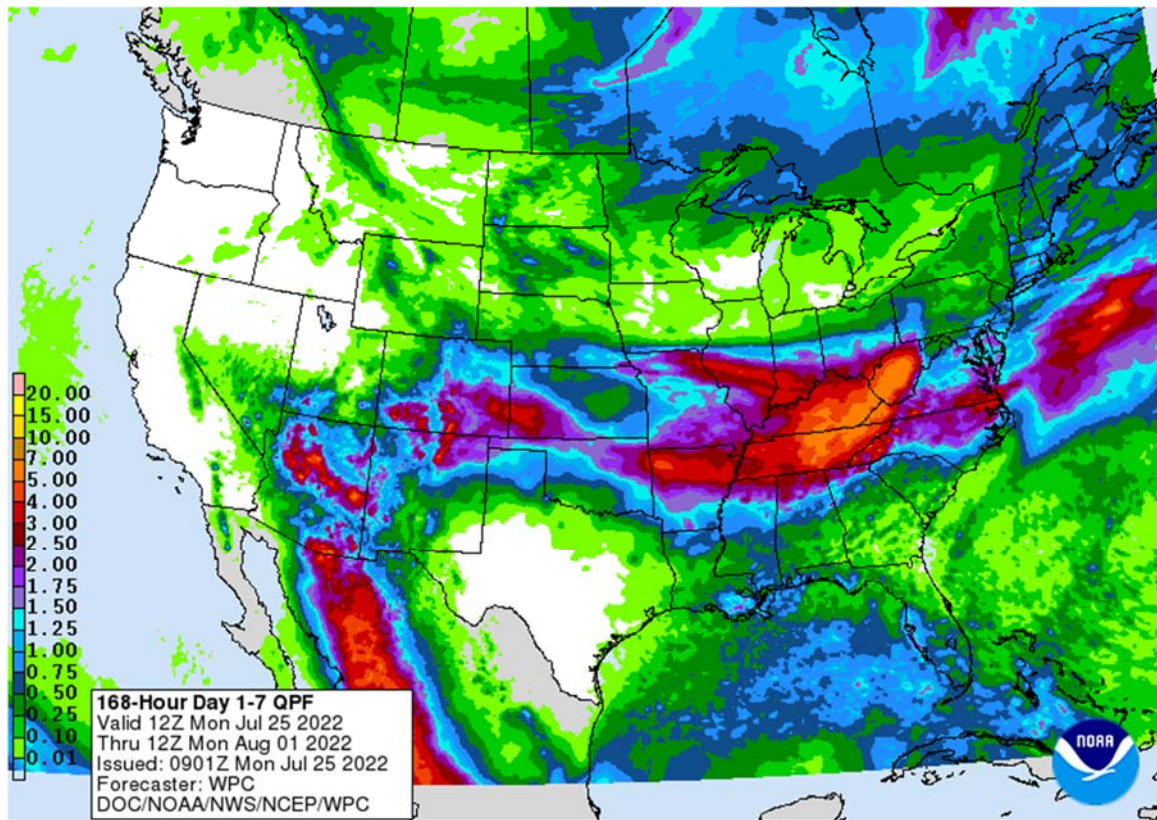 20.00
15.00
10.00
7.00
5.00
4.00
3.00
2.50
2.00
1.75
1.50
1.25
1.00
0.75
0.50
0.25
0.10
0.01
168-Hour Day 1-7 QPF
Valid 12Z Mon Jul 25 2022
Thru 12Z Mon Aug 01 2022
Issued: 0901Z Mon Jul 25 2022
Forecaster: WPC
DOC/NOAA/NWS/NCEP/WPC
NOAA